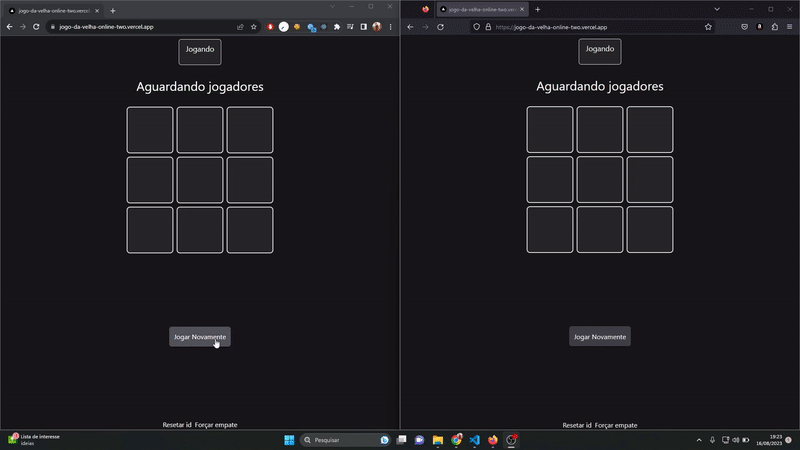 jogo-da-velha-online-two.vercel.
jogo-da-velha-online-two.vercel.app
Jogando
Aguardando jogadores
Jogar Novamente
Resetar id Forçar empate
jogo-da-velha-online-two.vercel.
https://jogo-da-velha-online-two.vercel.app
Jogando
Aguardando jogadores
Jogar Novamente
Resetar id Forçar empate
Lista de interesse
Ideias
Pesquisar
19:23
16/08/2023